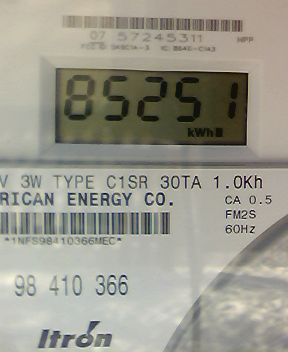 07 57245311
85251
kWh
V 3W TYPE C1SR 30TA 1.0Kh
RICAN ENERGY CO.
CA 0.5
FM2S
60Hz
*1NFS98410366MEC*
98 410 366
Itrón